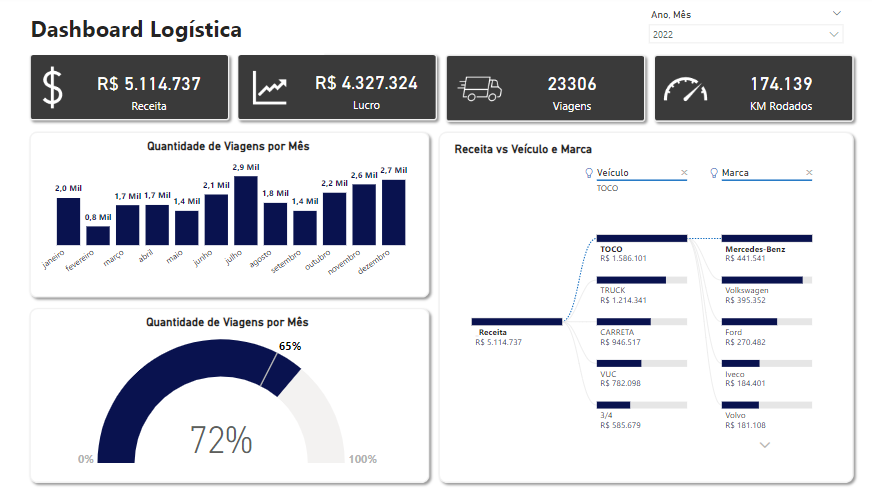 Dashboard Logística
Ano, Mês
2022
R$ 5.114.737
Receita
R$ 4.327.324
Lucro
23306
Viagens
174.139
KM Rodados
Quantidade de Viagens por Mês
2,0 Mil
0,8 Mil
1,7 Mil
1,7 Mil
1,4 Mil
2,1 Mil
2,9 Mil
1,8 Mil
1,4 Mil
2,2 Mil
2,6 Mil
2,7 Mil
janeiro
fevereiro
março
abril
maio
junho
julho
agosto
setembro
outubro
novembro
dezembro
Quantidade de Viagens por Mês
65%
72%
0%
100%
Receita vs Veículo e Marca
Veículo
TOCO
Marca
Receita
R$ 5.114.737
TOCO
R$ 1.586.101
TRUCK
R$ 1.214.341
CARRETA
R$ 946.517
VUC
R$ 782.098
3/4
R$ 585.679
Mercedes-Benz
R$ 441.541
Volkswagen
R$ 395.352
Ford
R$ 270.482
Iveco
R$ 184.401
Volvo
R$ 181.108